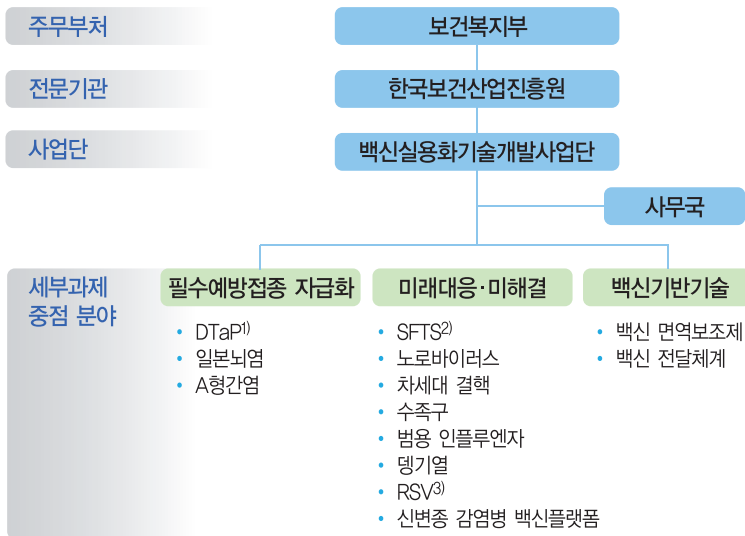 주무부처
보건복지부
전문기관
한국보건산업진흥원
사업단
백신실용화기술개발사업단
사무국
세부과제
중점 분야
필수예방접종 자급화
• DTaP1)
• 일본뇌염
• A형간염
미래대응·미해결
• SFTS2)
• 노로바이러스
• 차세대 결핵
• 수족구
• 범용 인플루엔자
• 뎅기열
• RSV3)
• 신변종 감염병 백신플랫폼
백신기반기술
• 백신 면역보조제
• 백신 전달체계